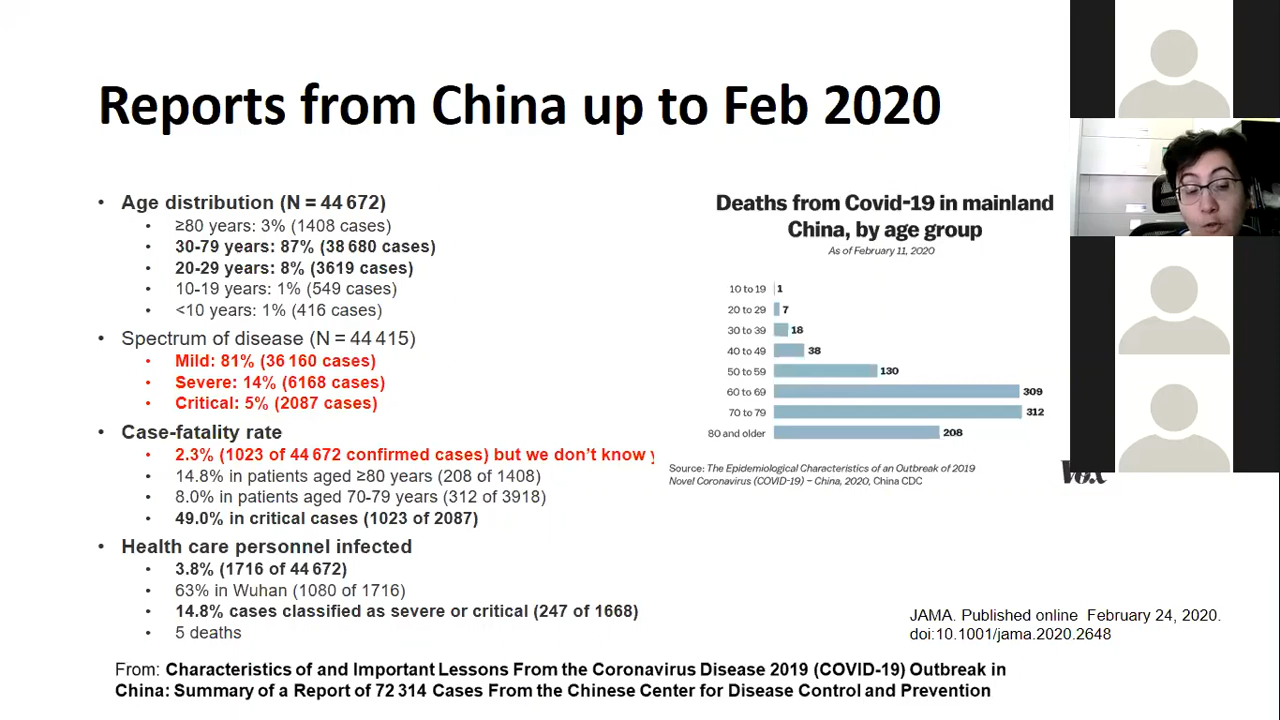 Reports from China up to Feb 2020
• Age distribution (N = 44 672)
• ≥80 years: 3% (1408 cases)
• 30-79 years: 87% (38 680 cases)
• 20-29 years: 8% (3619 cases)
• 10-19 years: 1% (549 cases)
• <10 years: 1% (416 cases)
• Spectrum of disease (N = 44 415)
• Mild: 81% (36 160 cases)
• Severe: 14% (6168 cases)
• Critical: 5% (2087 cases)
• Case-fatality rate
• 2.3% (1023 of 44 672 confirmed cases) but we don’t know
• 14.8% in patients aged ≥80 years (208 of 1408)
• 8.0% in patients aged 70-79 years (312 of 3918)
• 49.0% in critical cases (1023 of 2087)
• Health care personnel infected
• 3.8% (1716 of 44 672)
• 63% in Wuhan (1080 of 1716)
• 14.8% cases classified as severe or critical (247 of 1668)
• 5 deaths
Deaths from Covid-19 in mainland
China, by age group
As of February 11, 2020
10 to 19 1
20 to 29 7
30 to 39 18
40 to 49 38
50 to 59 130
60 to 69 309
70 to 79 312
80 and older 208
Source: The Epidemiological Characteristics of an Outbreak of 2019
Novel Coronavirus (COVID-19) – China, 2020, China CDC
Vox
JAMA. Published online February 24, 2020.
doi:10.1001/jama.2020.2648
From: Characteristics of and Important Lessons From the Coronavirus Disease 2019 (COVID-19) Outbreak in
China: Summary of a Report of 72 314 Cases From the Chinese Center for Disease Control and Prevention